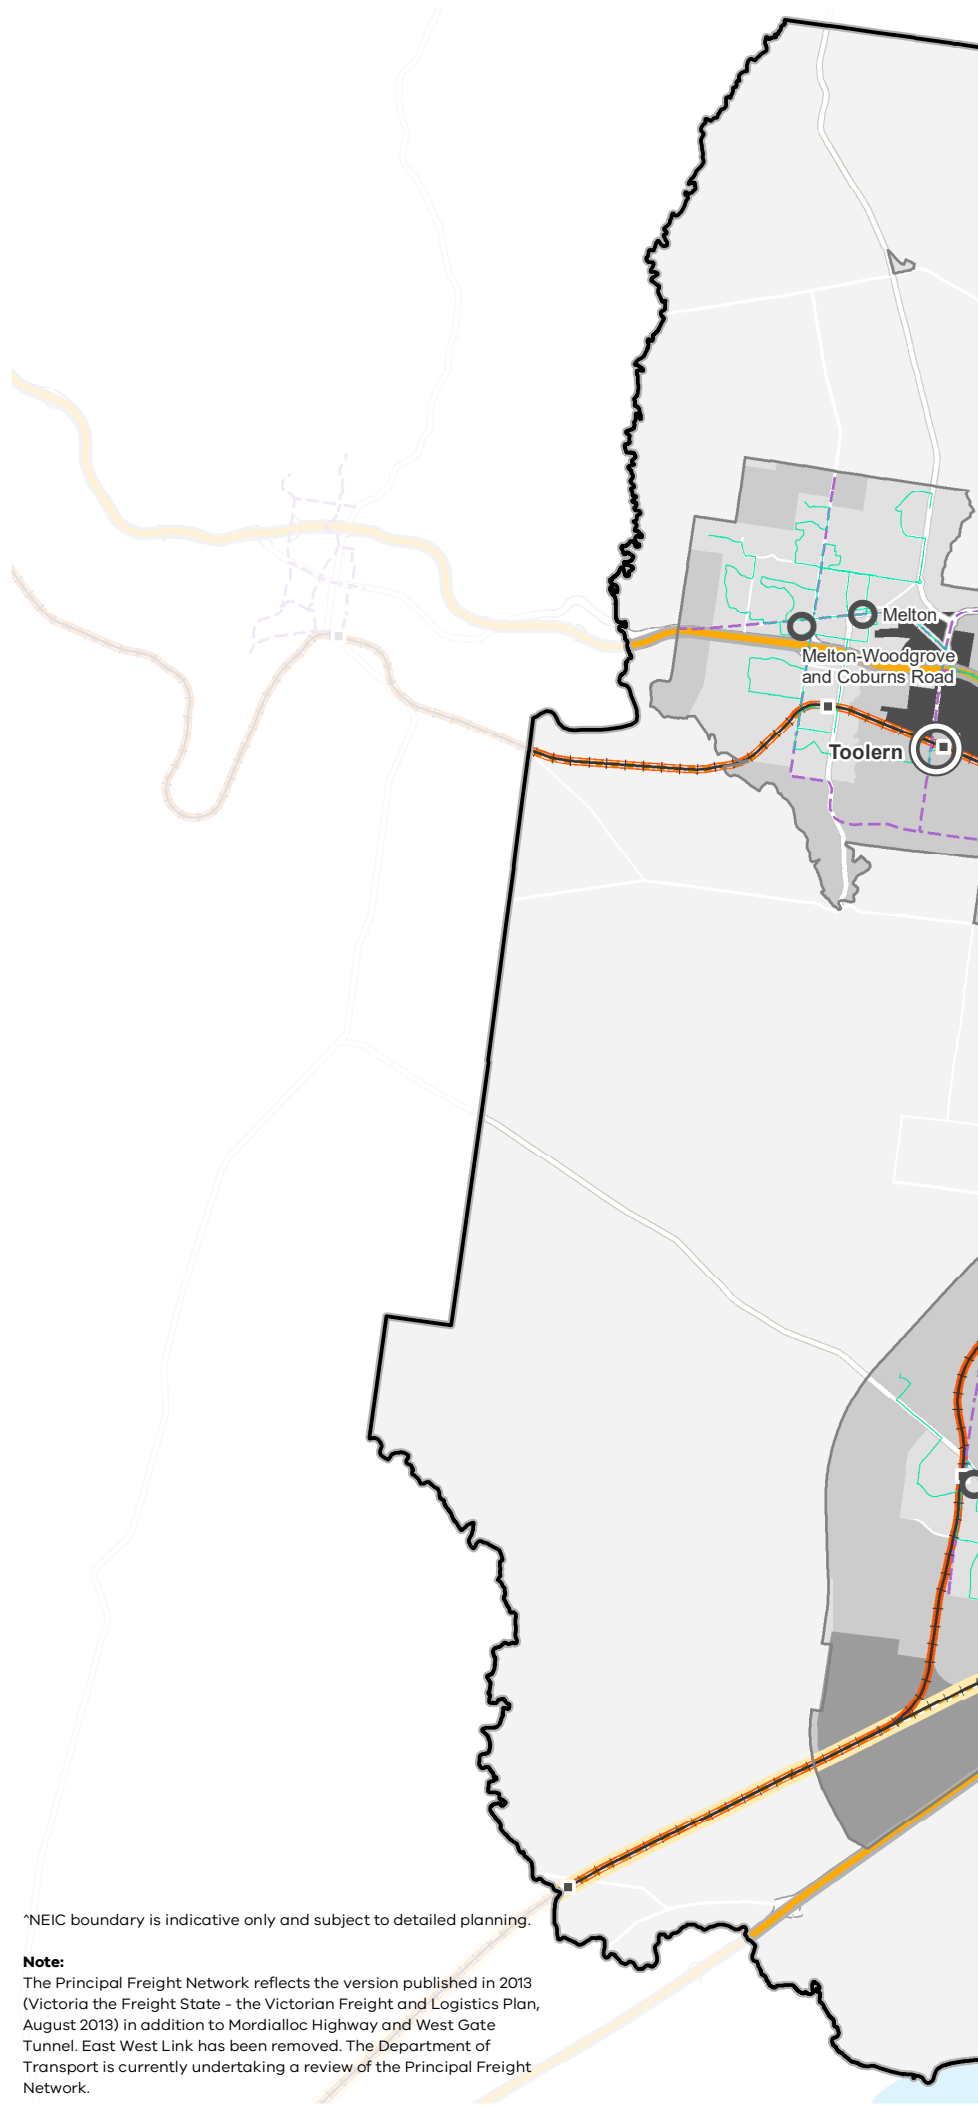 Melton
Melton-Woodgrove
and Coburns Road
Toolern
^NEIC boundary is indicative only and subject to detailed planning.
Note:
The Principal Freight Network reflects the version published in 2013
(Victoria the Freight State - the Victorian Freight and Logistics Plan,
August 2013) in addition to Mordialloc Highway and West Gate
Tunnel. East West Link has been removed. The Department of
Transport is currently undertaking a review of the Principal Freight
Network.